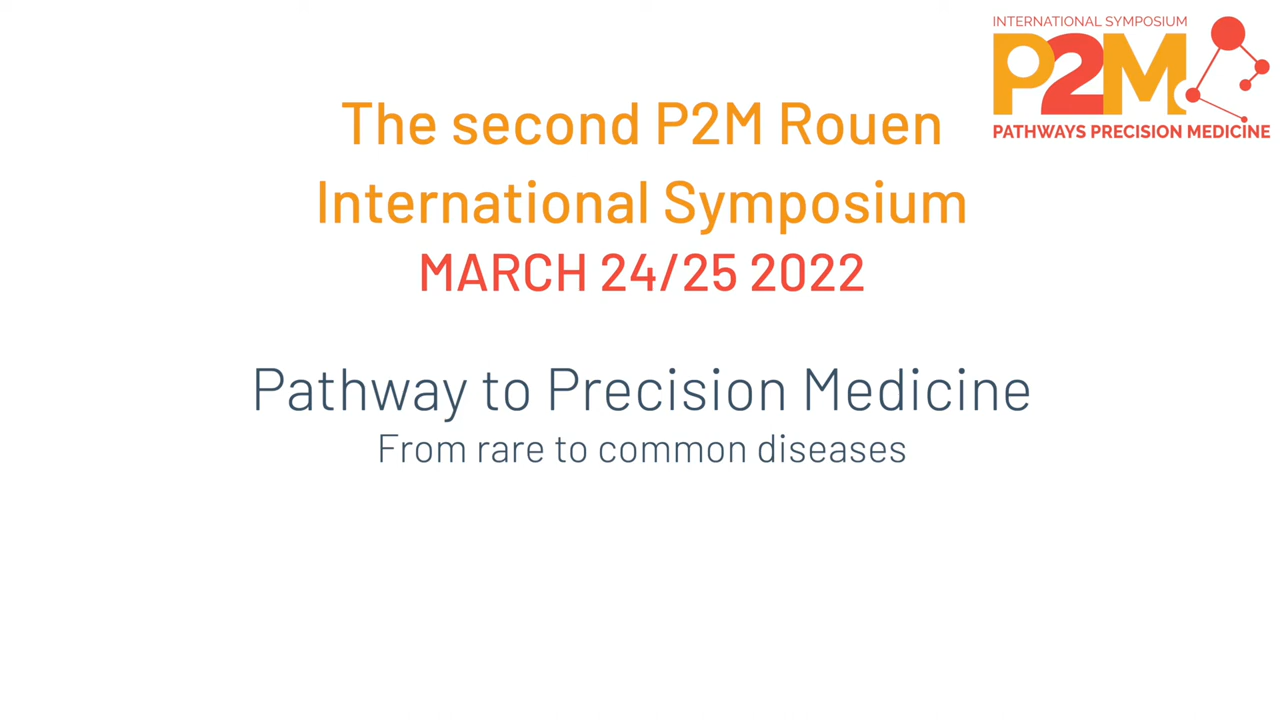 INTERNATIONAL SYMPOSIUM
P2M
PATHWAYS PRECISION MEDICINE
The second P2M Rouen
International Symposium
MARCH 24/25 2022
Pathway to Precision Medicine
From rare to common diseases